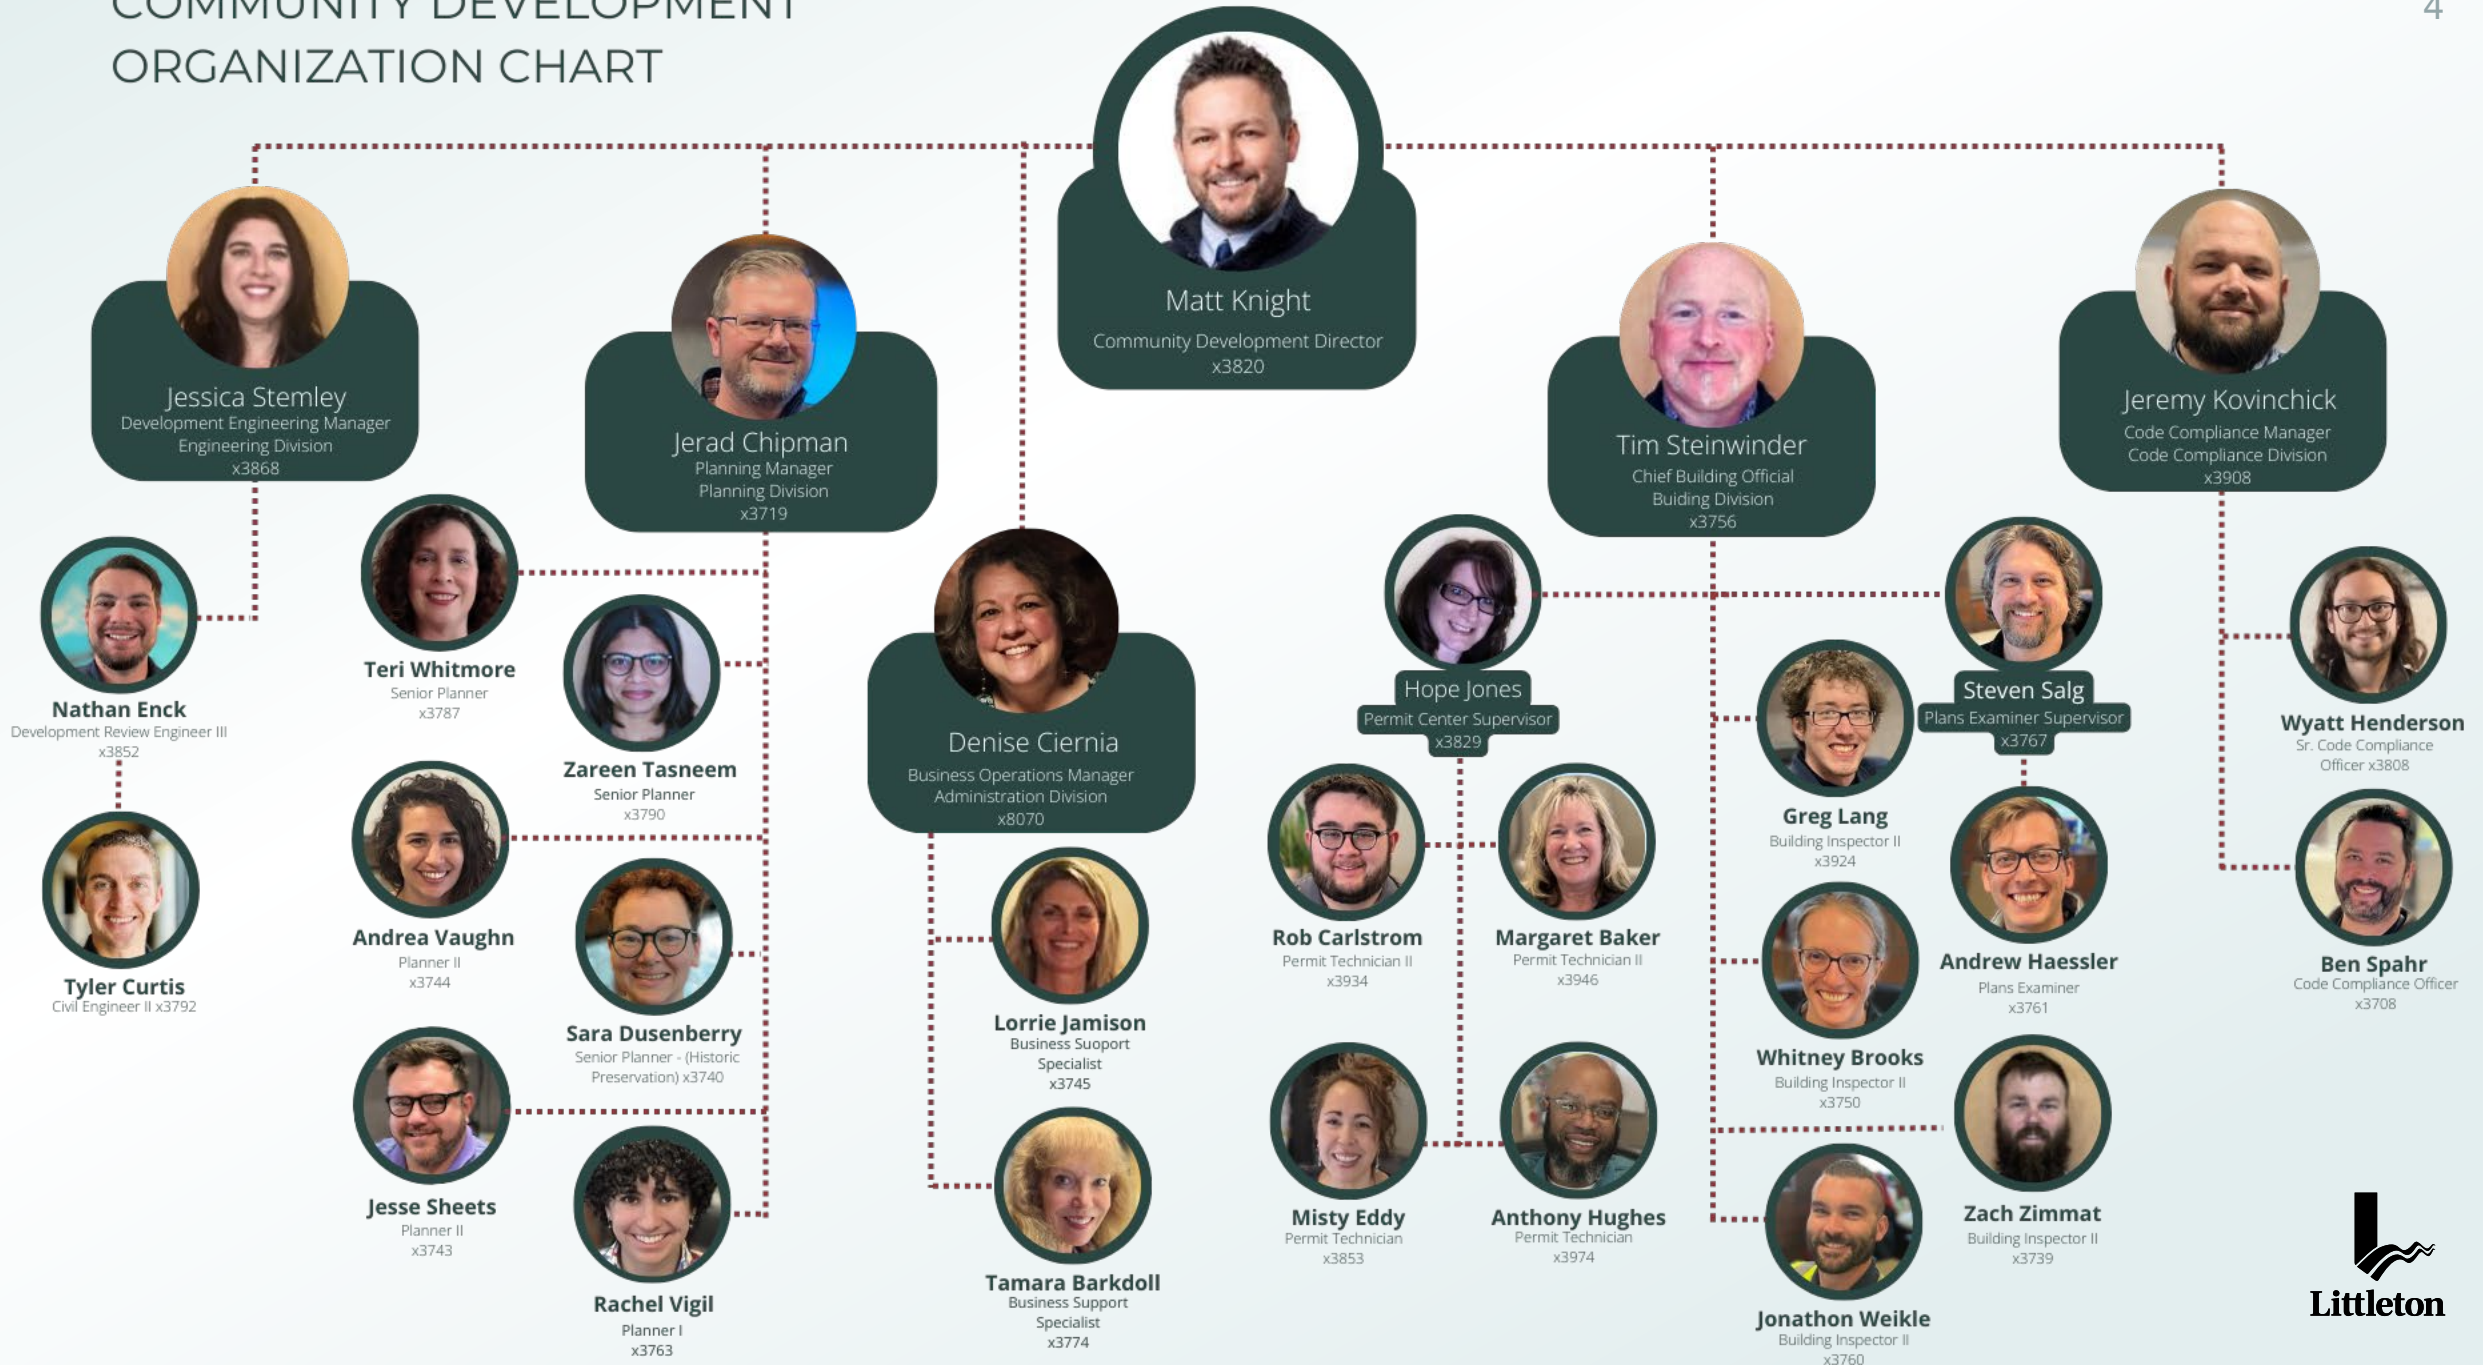 COMMUNITY DEVELOPMENT
ORGANIZATION CHART
4
Matt Knight
Community Development Director
x3820
Jessica Stemley
Development Engineering Manager
Engineering Division
x3868
Jerad Chipman
Planning Manager
Planning Division
x3719
Tim Steinwinder
Chief Building Official
Buiding Division
x3756
Jeremy Kovinchick
Code Compliance Manager
Code Compliance Division
x3908
Nathan Enck
Development Review Engineer III
x3852
Tyler Curtis
Civil Engineer II x3792
Teri Whitmore
Senior Planner
x3787
Zareen Tasneem
Senior Planner
x3790
Andrea Vaughn
Planner II
x3744
Sara Dusenberry
Senior Planner - (Historic
Preservation) x3740
Jesse Sheets
Planner II
x3743
Rachel Vigil
Planner I
x3763
Denise Ciernia
Business Operations Manager
Administration Division
x8070
Lorrie Jamison
Business Suoport
Specialist
x3745
Tamara Barkdoll
Business Support
Specialist
x3774
Hope Jones
Permit Center Supervisor
x3829
Rob Carlstrom
Permit Technician II
x3934
Margaret Baker
Permit Technician II
x3946
Misty Eddy
Permit Technician
x3853
Anthony Hughes
Permit Technician
x3974
Greg Lang
Building Inspector II
x3924
Whitney Brooks
Building Inspector II
x3750
Jonathon Weikle
Building Inspector II
x3760
Steven Salg
Plans Examiner Supervisor
x3767
Andrew Haessler
Plans Examiner
x3761
Zach Zimmat
Building Inspector II
x3739
Wyatt Henderson
Sr. Code Compliance
Officer x3808
Ben Spahr
Code Compliance Officer
x3708
Littleton